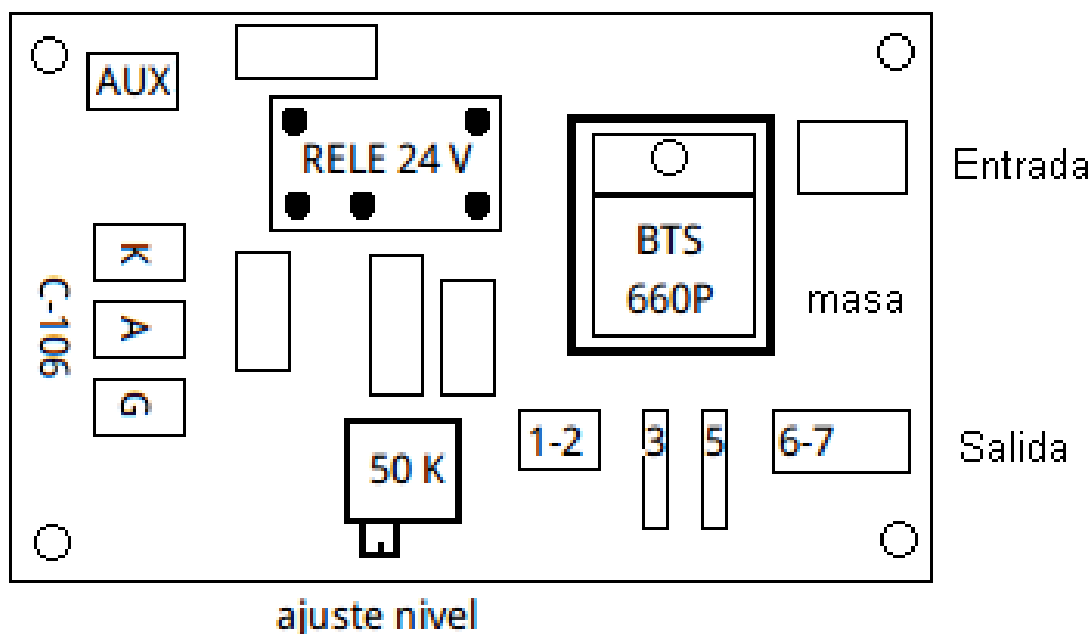 AUX
RELE 24 V
Entrada
BTS
660P
masa
K
A
G
C-106
1-2
3
5
6-7
Salida
50 K
ajuste nivel